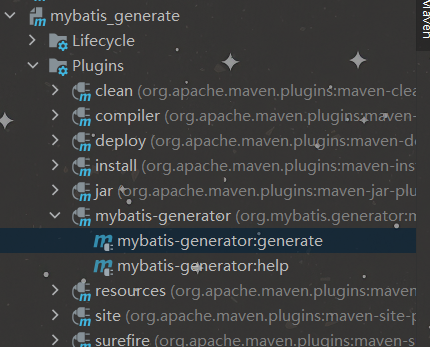 mybatis_generate
Maven
Lifecycle
Plugins
clean (org.apache.maven.plugins:maven-clea
compiler (org.apache.maven.plugins:maven-
deploy (org.apache.maven.plugins:maven-de
install (org.apache.maven.plugins:maven-ins
jar (org.apache.maven.plugins:maven-jar-plu
mybatis-generator (org.mybatis.generator:m
mybatis-generator:generate
mybatis-generator:help
resources (org.apache.maven.plugins:maven
site (org.apache.maven.plugins:maven-site-p
surefire (org.apache.maven.plugins:maven-s